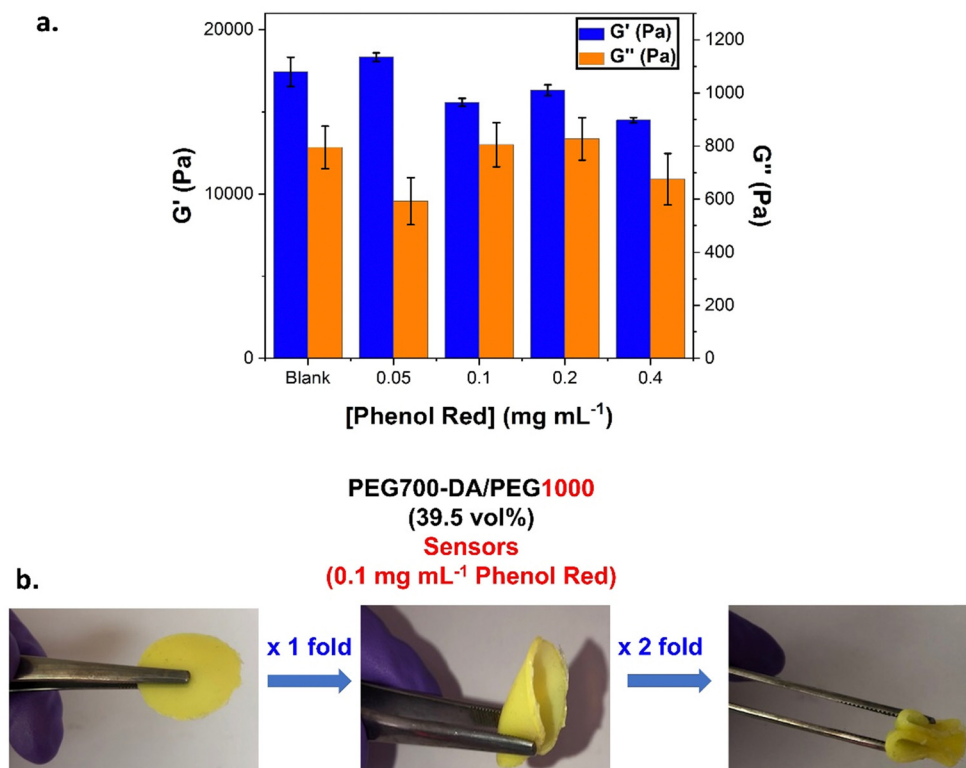 a.
G' (Pa)
G'' (Pa)
20000
10000
0
G' (Pa)
1200
1000
800
600
400
200
0
G'' (Pa)
Blank
0.05
0.1
0.2
0.4
[Phenol Red] (mg mL⁻¹)
PEG700-DA/PEG1000
(39.5 vol%)
Sensors
(0.1 mg mL⁻¹ Phenol Red)
b.
x 1 fold
x 2 fold